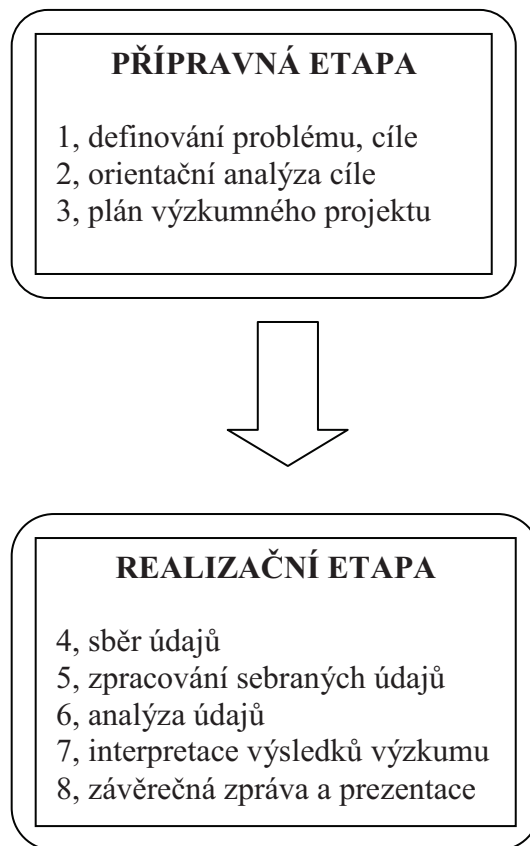 PŘÍPRAVNÁ ETAPA
1, definování problému, cíle
2, orientační analýza cíle
3, plán výzkumného projektu
REALIZAČNÍ ETAPA
4, sběr údajů
5, zpracování sebraných údajů
6, analýza údajů
7, interpretace výsledků výzkumu
8, závěrečná zpráva a prezentace